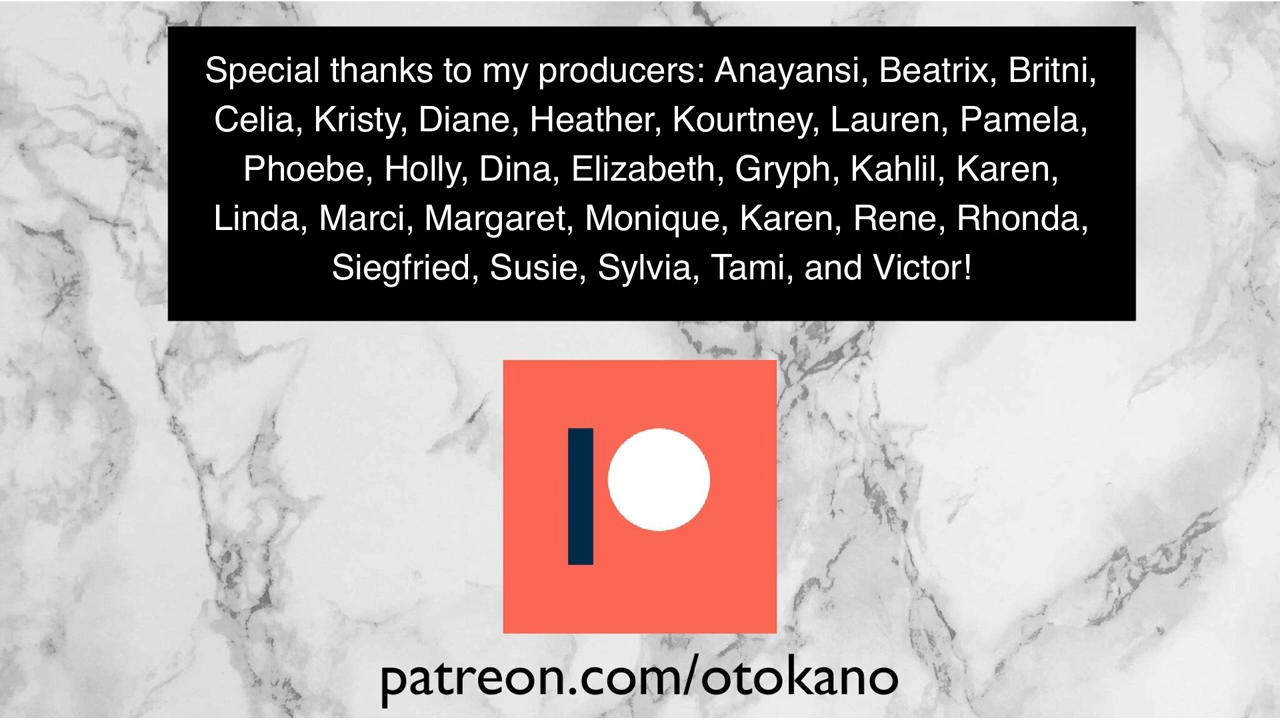 Special thanks to my producers: Anayansi, Beatrix, Britni,
Celia, Kristy, Diane, Heather, Kourtney, Lauren, Pamela,
Phoebe, Holly, Dina, Elizabeth, Gryph, Kahlil, Karen,
Linda, Marci, Margaret, Monique, Karen, Rene, Rhonda,
Siegfried, Susie, Sylvia, Tami, and Victor!
patreon.com/otokano